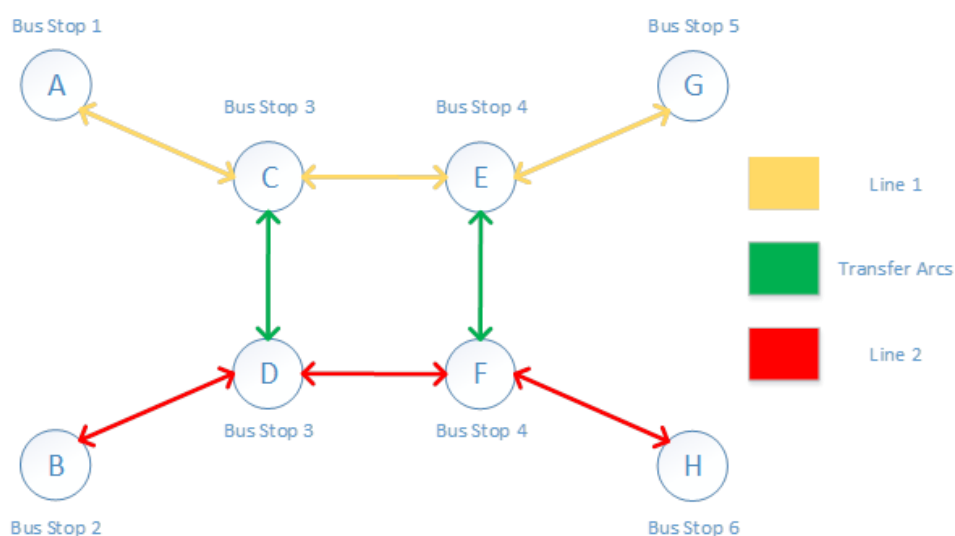 Bus Stop 1
Bus Stop 5
A
G
Bus Stop 3
Bus Stop 4
C
E
Line 1
Transfer Arcs
Line 2
D
F
Bus Stop 3
Bus Stop 4
B
H
Bus Stop 2
Bus Stop 6